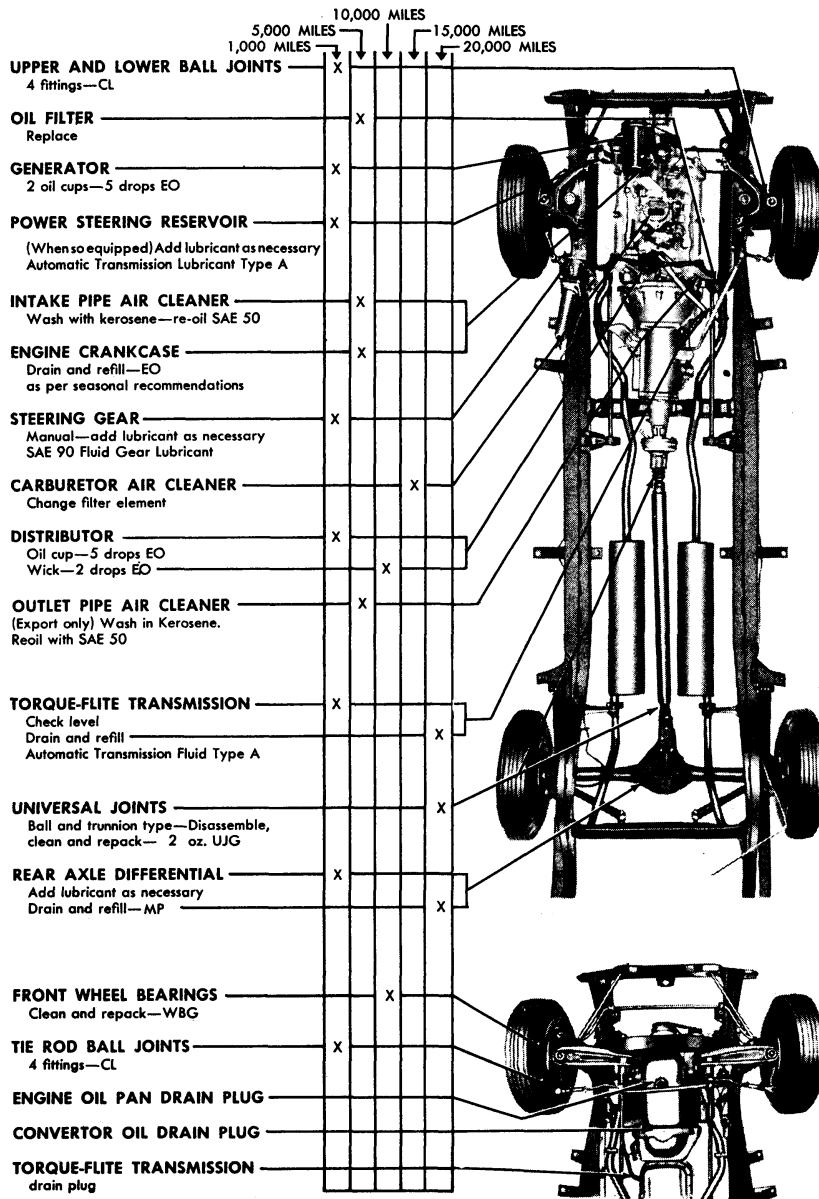 10,000 MILES
5,000 MILES
15,000 MILES
1,000 MILES
20,000 MILES
UPPER AND LOWER BALL JOINTS X
4 fittings—CL
OIL FILTER X
Replace
GENERATOR X
2 oil cups—5 drops EO
POWER STEERING RESERVOIR X
(When so equipped) Add lubricant as necessary
Automatic Transmission Lubricant Type A
INTAKE PIPE AIR CLEANER X
Wash with kerosene—re-oil SAE 50
ENGINE CRANKCASE X
Drain and refill—EO
as per seasonal recommendations
STEERING GEAR X
Manual—add lubricant as necessary
SAE 90 Fluid Gear Lubricant
CARBURETOR AIR CLEANER X
Change filter element
DISTRIBUTOR X
Oil cup—5 drops EO
Wick—2 drops EO X
OUTLET PIPE AIR CLEANER X
(Export only) Wash in Kerosene.
Reoil with SAE 50
TORQUE-FLITE TRANSMISSION X
Check level
Drain and refill X
Automatic Transmission Fluid Type A
UNIVERSAL JOINTS X
Ball and trunnion type—Disassemble,
clean and repack— 2 oz. UJG
REAR AXLE DIFFERENTIAL X
Add lubricant as necessary
Drain and refill—MP X
FRONT WHEEL BEARINGS X
Clean and repack—WBG
TIE ROD BALL JOINTS X
4 fittings—CL
ENGINE OIL PAN DRAIN PLUG
CONVERTOR OIL DRAIN PLUG
TORQUE-FLITE TRANSMISSION
drain plug